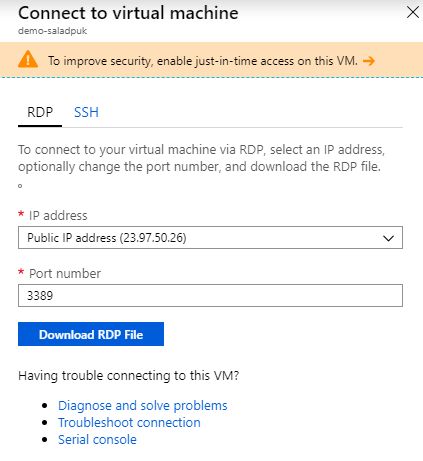 Connect to virtual machine
demo-saladpuk
To improve security, enable just-in-time access on this VM. →
RDP SSH
To connect to your virtual machine via RDP, select an IP address,
optionally change the port number, and download the RDP file.
* IP address
Public IP address (23.97.50.26)
* Port number
3389
Download RDP File
Having trouble connecting to this VM?
• Diagnose and solve problems
• Troubleshoot connection
• Serial console